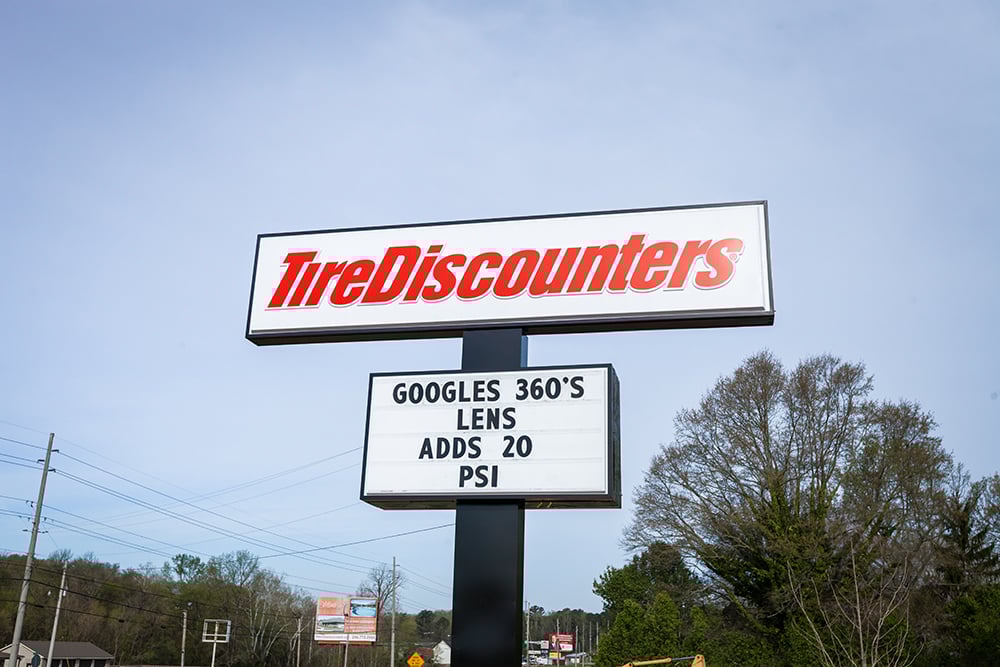 TireDiscounters®
GOOGLES 360'S
LENS
ADDS 20
PSI